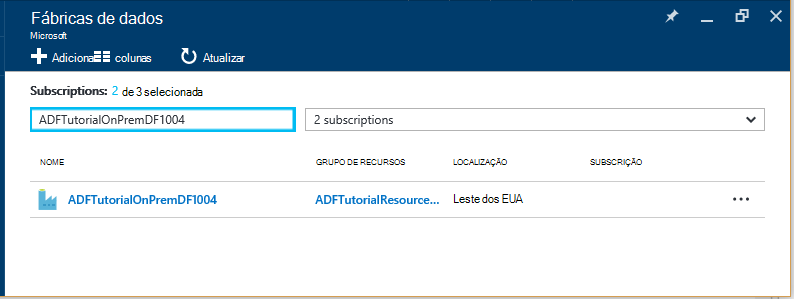 Fábricas de dados
Microsoft
Adiciona colunas Atualizar
Subscriptions: 2 de 3 selecionada
ADFTutorialOnPremDF1004 2 subscriptions
NOME GRUPO DE RECURSOS LOCALIZAÇÃO SUBSCRIÇÃO
ADFTutorialOnPremDF1004 ADFTutorialResource... Leste dos EUA ...